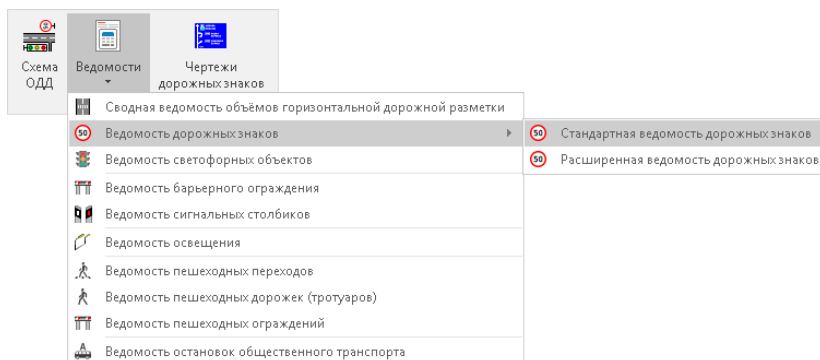 Схема ОДД
Ведомости
Чертежи дорожных знаков
Сводная ведомость объёмов горизонтальной дорожной разметки
Ведомость дорожных знаков
Стандартная ведомость дорожных знаков
Ведомость светофорных объектов
Расширенная ведомость дорожных знаков
Ведомость барьерного ограждения
Ведомость сигнальных столбиков
Ведомость освещения
Ведомость пешеходных переходов
Ведомость пешеходных дорожек (тротуаров)
Ведомость пешеходных ограждений
Ведомость остановок общественного транспорта